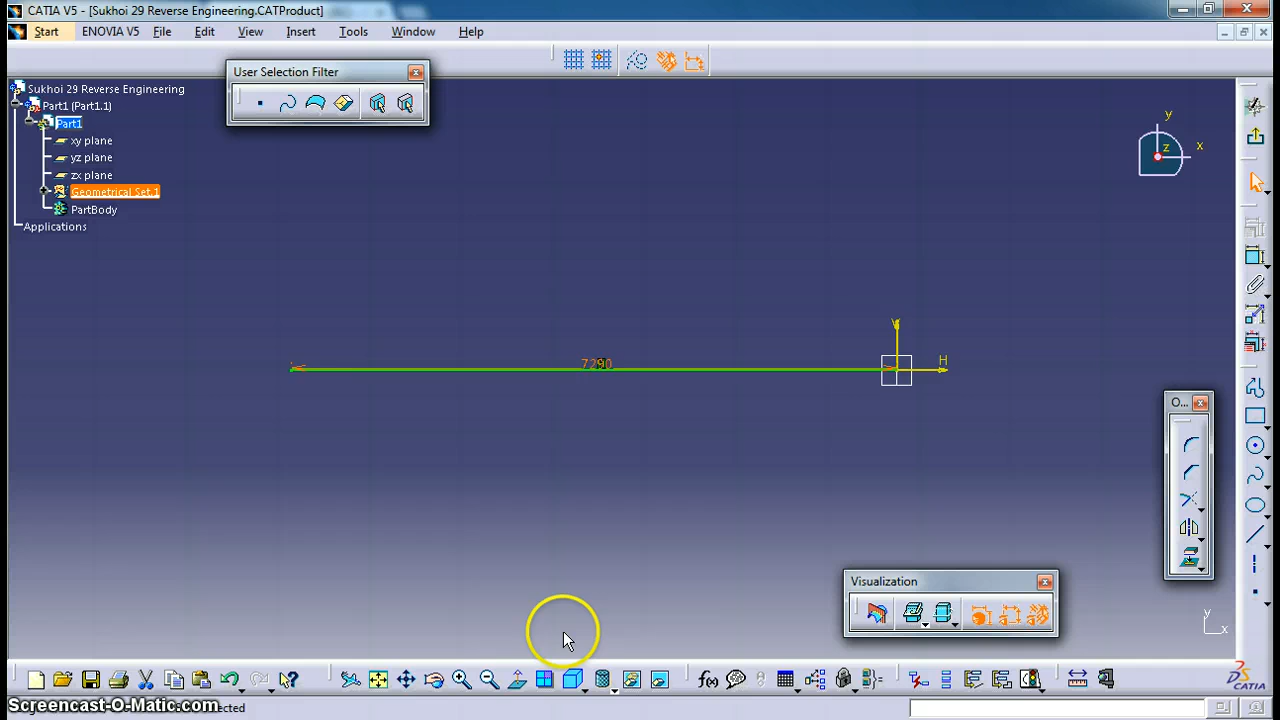 CATIA V5 - [Sukhoi 29 Reverse Engineering.CATProduct]
Start ENOVIA V5 File Edit View Insert Tools Window Help
User Selection Filter
Sukhoi 29 Reverse Engineering
Part1 (Part1.1)
Part1
xy plane
yz plane
zx plane
Geometrical Set.1
PartBody
Applications
y
x
z
V
H
7290
O...
Visualization
y
x
f(x)
CATIA
Screencast-O-Matic.com